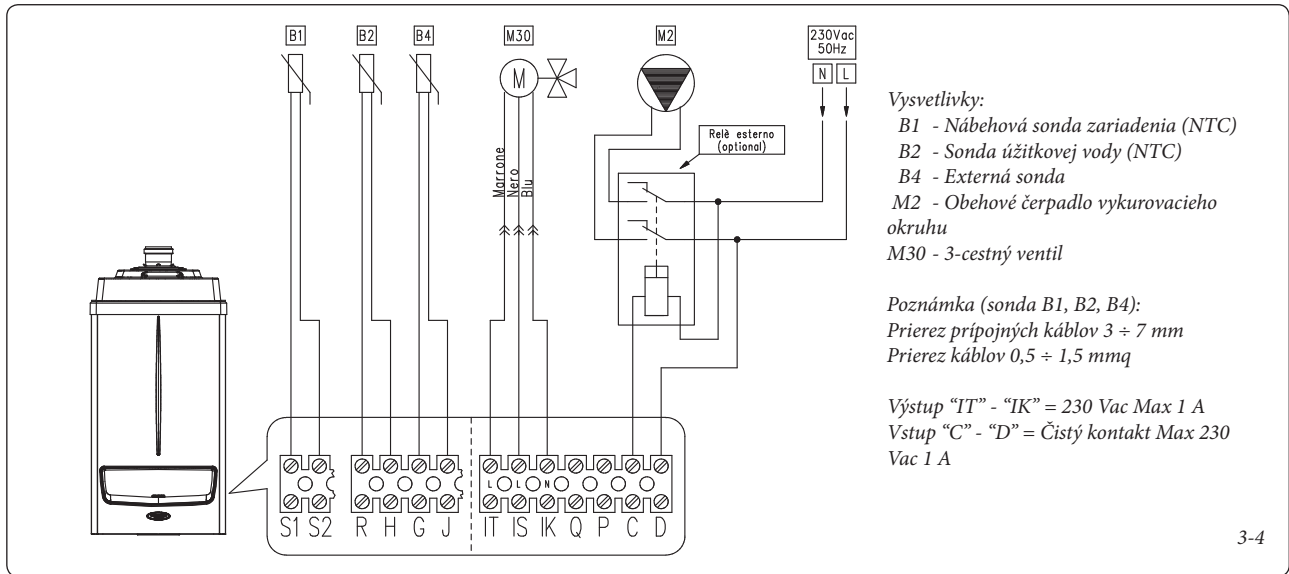 B1
B2
B4
M30
M2
230Vac
50Hz
N L
M
Relè esterno
(optional)
Marrone
Nero
Blu
L L N
S1 S2 R H G J IT IS IK Q P C D
Vysvetlivky:
B1 - Nábehová sonda zariadenia (NTC)
B2 - Sonda úžitkovej vody (NTC)
B4 - Externá sonda
M2 - Obehové čerpadlo vykurovacieho
okruhu
M30 - 3-cestný ventil
Poznámka (sonda B1, B2, B4):
Prierez prípojných káblov 3 ÷ 7 mm
Prierez káblov 0,5 ÷ 1,5 mmq
Výstup “IT” - “IK” = 230 Vac Max 1 A
Vstup “C” - “D” = Čistý kontakt Max 230
Vac 1 A
3-4